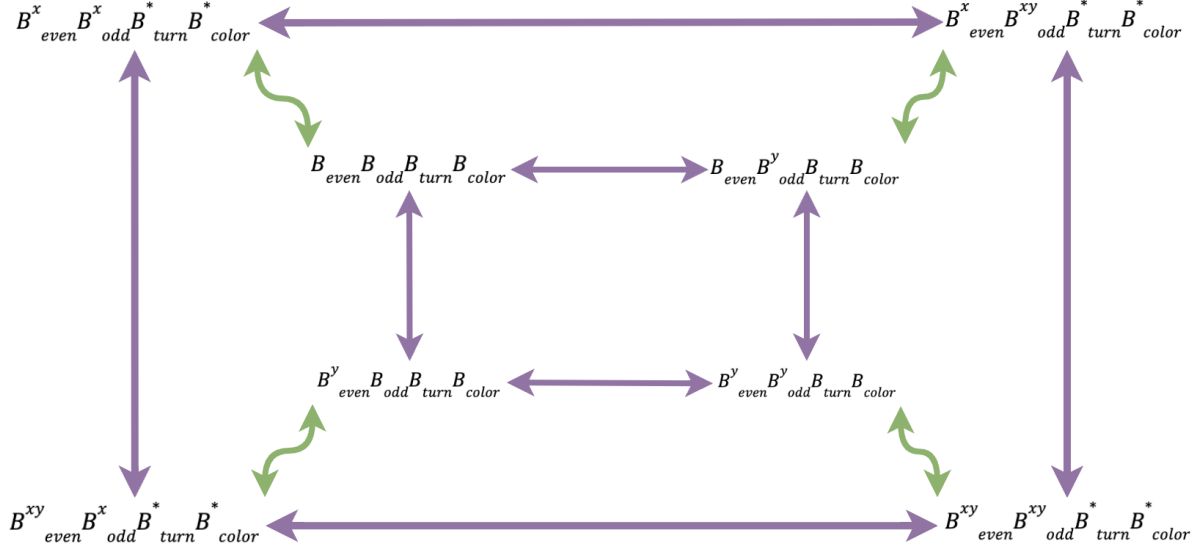 B^x_even B^x_odd B^*_turn B^*_color
B^x_even B^xy_odd B^*_turn B^*_color
B_even B_odd B_turn B_color
B_even B^y_odd B_turn B_color
B^y_even B_odd B_turn B_color
B^y_even B^y_odd B_turn B_color
B^xy_even B^x_odd B^*_turn B^*_color
B^xy_even B^xy_odd B^*_turn B^*_color